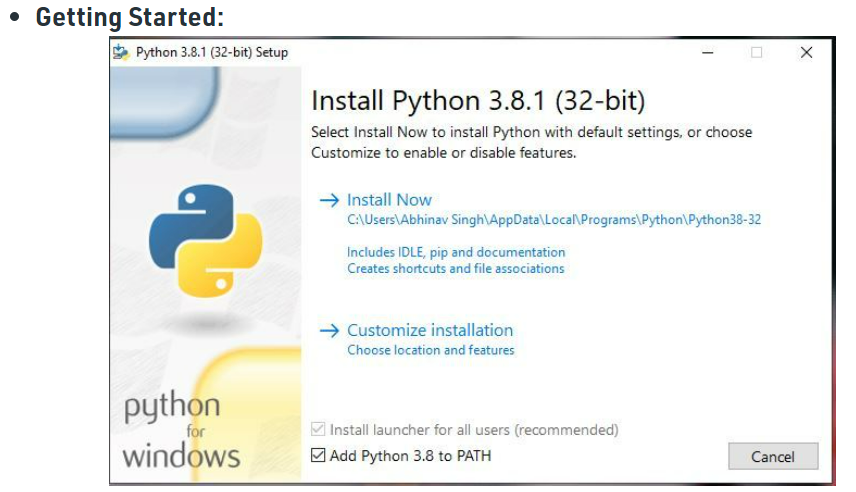 • Getting Started:
Python 3.8.1 (32-bit) Setup
Install Python 3.8.1 (32-bit)
Select Install Now to install Python with default settings, or choose
Customize to enable or disable features.
→ Install Now
C:\Users\Abhinav Singh\AppData\Local\Programs\Python\Python38-32
Includes IDLE, pip and documentation
Creates shortcuts and file associations
→ Customize installation
Choose location and features
python
for
windows
Install launcher for all users (recommended)
Add Python 3.8 to PATH
Cancel